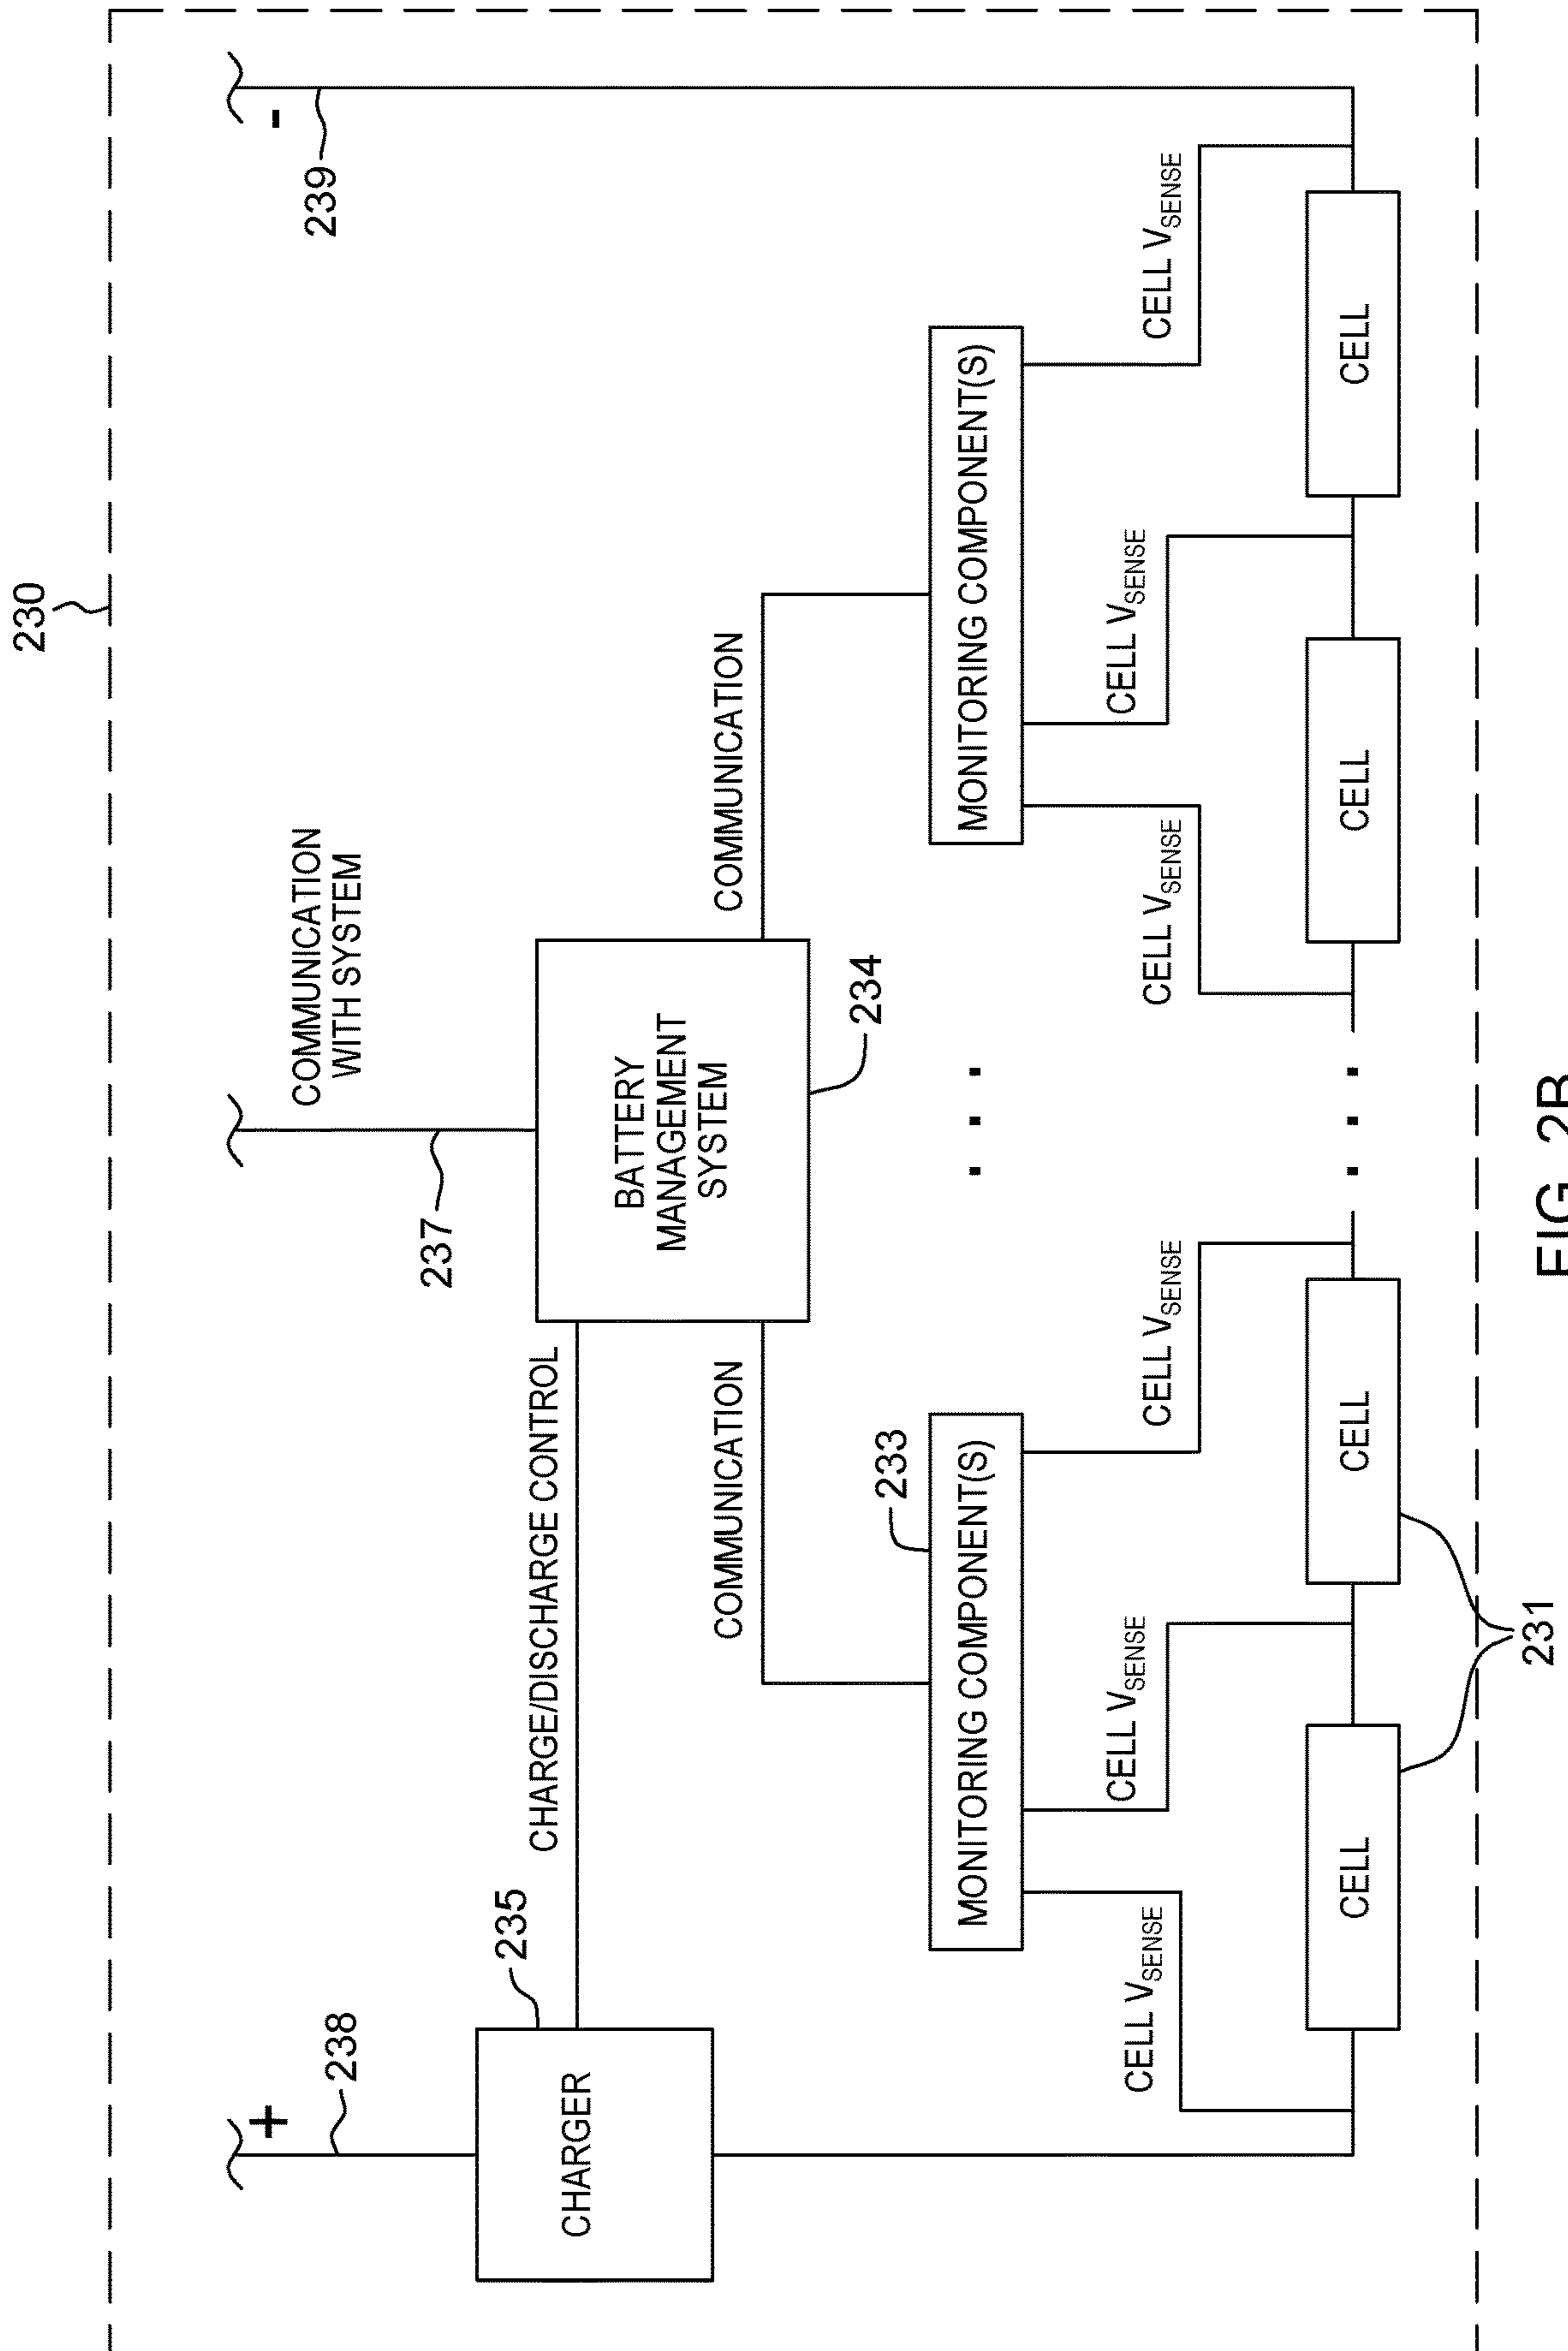 230
+
238
-
239
COMMUNICATION
WITH SYSTEM
237
CHARGER
235
CHARGE/DISCHARGE CONTROL
BATTERY
MANAGEMENT
SYSTEM
234
COMMUNICATION
COMMUNICATION
233
MONITORING COMPONENT(S)
MONITORING COMPONENT(S)
CELL VSENSE
CELL VSENSE
CELL VSENSE
CELL VSENSE
CELL VSENSE
CELL VSENSE
CELL
CELL
. . .
CELL
CELL
. . .
231
FIG. 2B